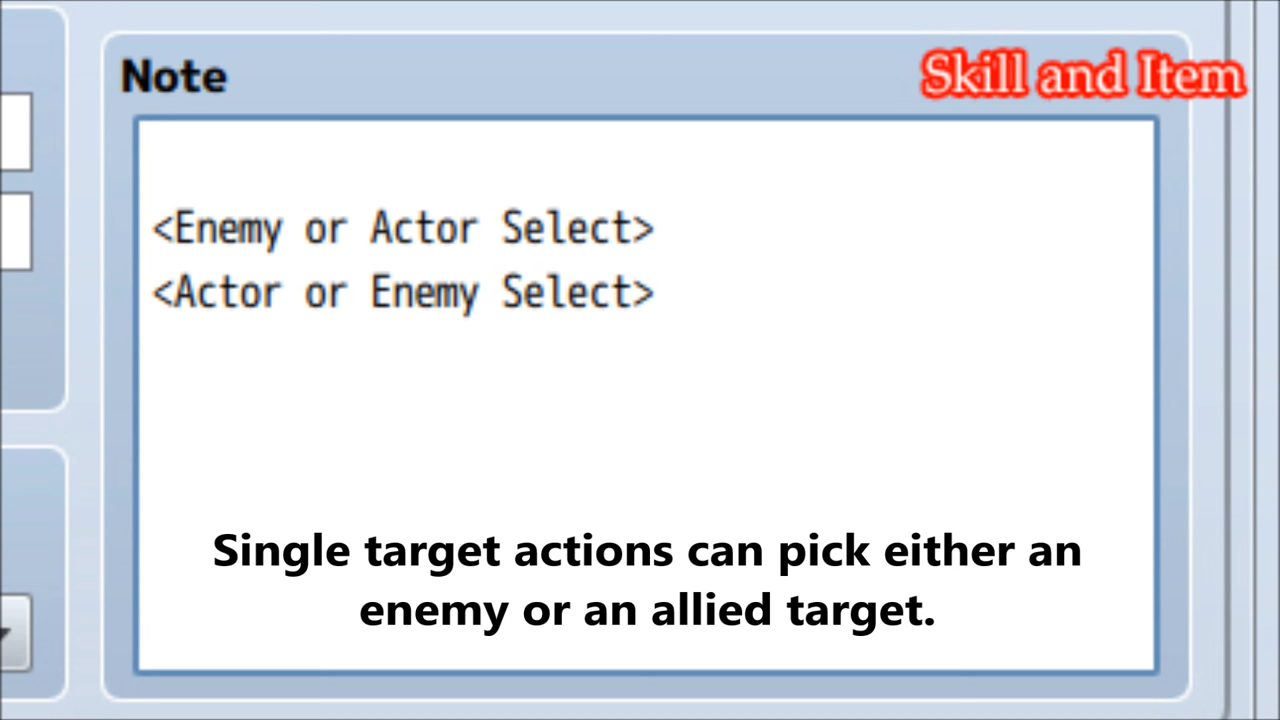 Note
Skill and Item
<Enemy or Actor Select>
<Actor or Enemy Select>
Single target actions can pick either an
enemy or an allied target.